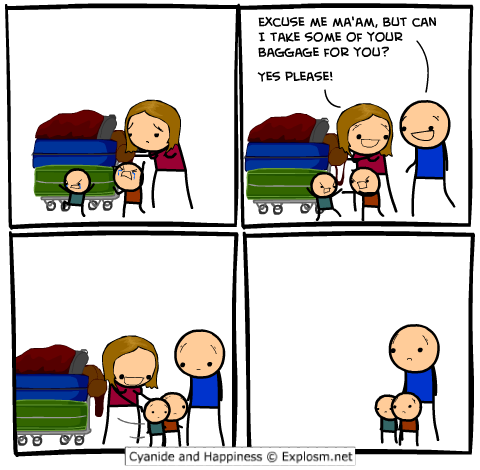 EXCUSE ME MA'AM, BUT CAN
I TAKE SOME OF YOUR
BAGGAGE FOR YOU?
YES PLEASE!
Cyanide and Happiness © Explosm.net